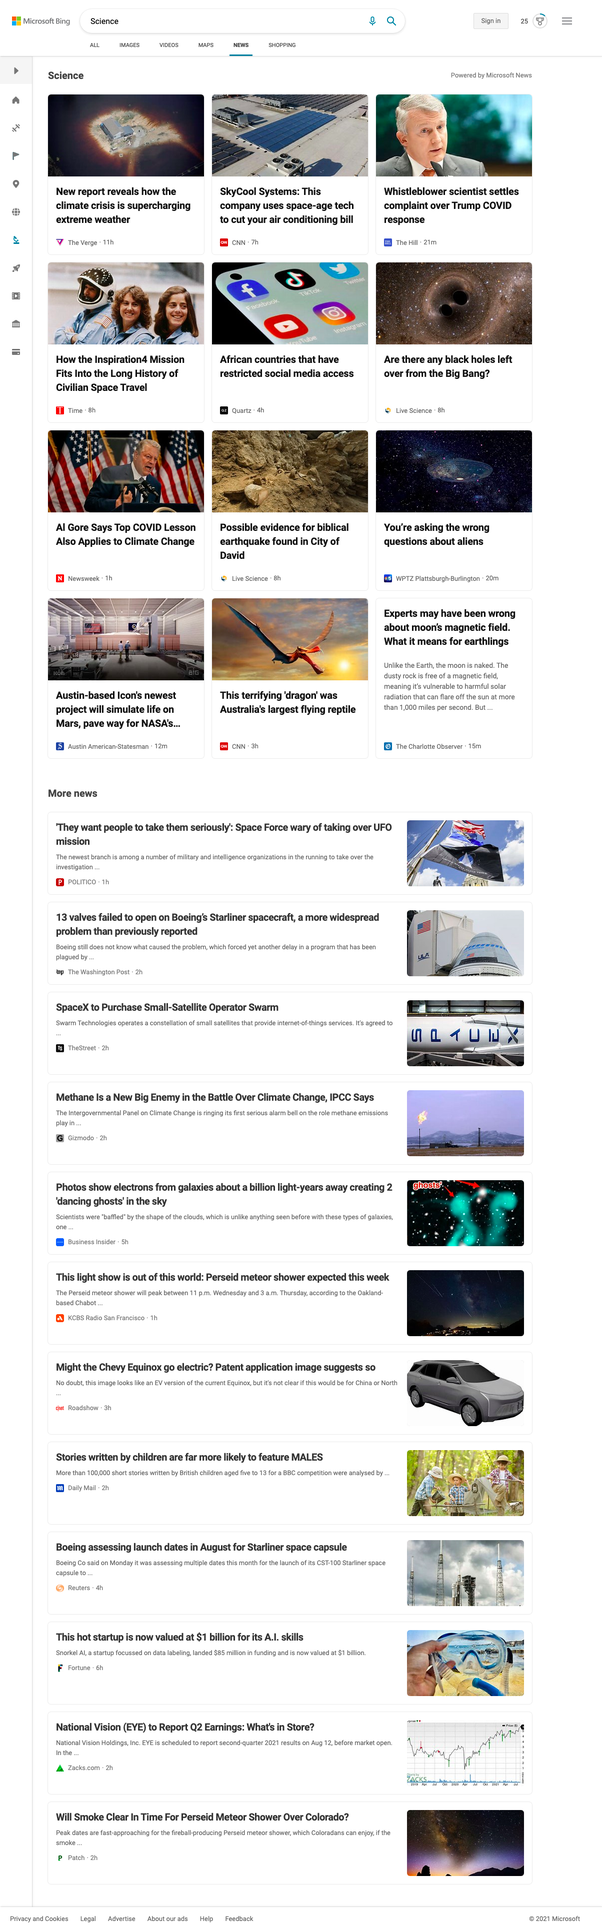 Microsoft Bing
Science
Sign in
25
ALL IMAGES VIDEOS MAPS NEWS SHOPPING
Science
Powered by Microsoft News
New report reveals how the
climate crisis is supercharging
extreme weather
The Verge · 11h
SkyCool Systems: This
company uses space-age tech
to cut your air conditioning bill
CNN · 7h
Whistleblower scientist settles
complaint over Trump COVID
response
The Hill · 21m
How the Inspiration4 Mission
Fits Into the Long History of
Civilian Space Travel
Time · 8h
African countries that have
restricted social media access
Quartz · 4h
Are there any black holes left
over from the Big Bang?
Live Science · 8h
Al Gore Says Top COVID Lesson
Also Applies to Climate Change
Newsweek · 1h
Possible evidence for biblical
earthquake found in City of
David
Live Science · 8h
You're asking the wrong
questions about aliens
WPTZ Plattsburgh-Burlington · 20m
Austin-based Icon's newest
project will simulate life on
Mars, pave way for NASA's...
Austin American-Statesman · 12m
This terrifying 'dragon' was
Australia's largest flying reptile
CNN · 3h
Experts may have been wrong
about moon's magnetic field.
What it means for earthlings
Unlike the Earth, the moon is naked. The
dusty rock is free of a magnetic field,
meaning it's vulnerable to harmful solar
radiation that can flare off the sun at more
than 1,000 miles per second. But ...
The Charlotte Observer · 15m
More news
'They want people to take them seriously': Space Force wary of taking over UFO
mission
The newest branch is among a number of military and intelligence organizations in the running to take over the
investigation ...
POLITICO · 1h
13 valves failed to open on Boeing's Starliner spacecraft, a more widespread
problem than previously reported
Boeing still does not know what caused the problem, which forced yet another delay in a program that has been
plagued by ...
The Washington Post · 2h
ULA
SpaceX to Purchase Small-Satellite Operator Swarm
Swarm Technologies operates a constellation of small satellites that provide internet-of-things services. It's agreed to
...
TheStreet · 2h
SPACEX
Methane Is a New Big Enemy in the Battle Over Climate Change, IPCC Says
The Intergovernmental Panel on Climate Change is ringing its first serious alarm bell on the role methane emissions
play in ...
Gizmodo · 2h
Photos show electrons from galaxies about a billion light-years away creating 2
'dancing ghosts' in the sky
Scientists were "baffled" by the shape of the clouds, which is unlike anything seen before with these types of galaxies,
one ...
Business Insider · 5h
ghosts'
This light show is out of this world: Perseid meteor shower expected this week
The Perseid meteor shower will peak between 11 p.m. Wednesday and 3 a.m. Thursday, according to the Oakland-
based Chabot ...
KCBS Radio San Francisco · 1h
Might the Chevy Equinox go electric? Patent application image suggests so
No doubt, this image looks like an EV version of the current Equinox, but it's not clear if this would be for China or North
...
Roadshow · 3h
Stories written by children are far more likely to feature MALES
More than 100,000 short stories written by British children aged five to 13 for a BBC competition were analysed by ...
Daily Mail · 2h
Boeing assessing launch dates in August for Starliner space capsule
Boeing Co said on Monday it was assessing multiple dates this month for the launch of its CST-100 Starliner space
capsule to ...
Reuters · 4h
This hot startup is now valued at $1 billion for its A.I. skills
Snorkel AI, a startup focussed on data labeling, landed $85 million in funding and is now valued at $1 billion.
Fortune · 6h
National Vision (EYE) to Report Q2 Earnings: What's in Store?
National Vision Holdings, Inc. EYE is scheduled to report second-quarter 2021 results on Aug 12, before market open.
In the ...
Zacks.com · 2h
ZACKS
Will Smoke Clear In Time For Perseid Meteor Shower Over Colorado?
Peak dates are fast-approaching for the fireball-producing Perseid meteor shower, which Coloradans can enjoy, if the
smoke ...
Patch · 2h
Privacy and Cookies Legal Advertise About our ads Help Feedback
© 2021 Microsoft